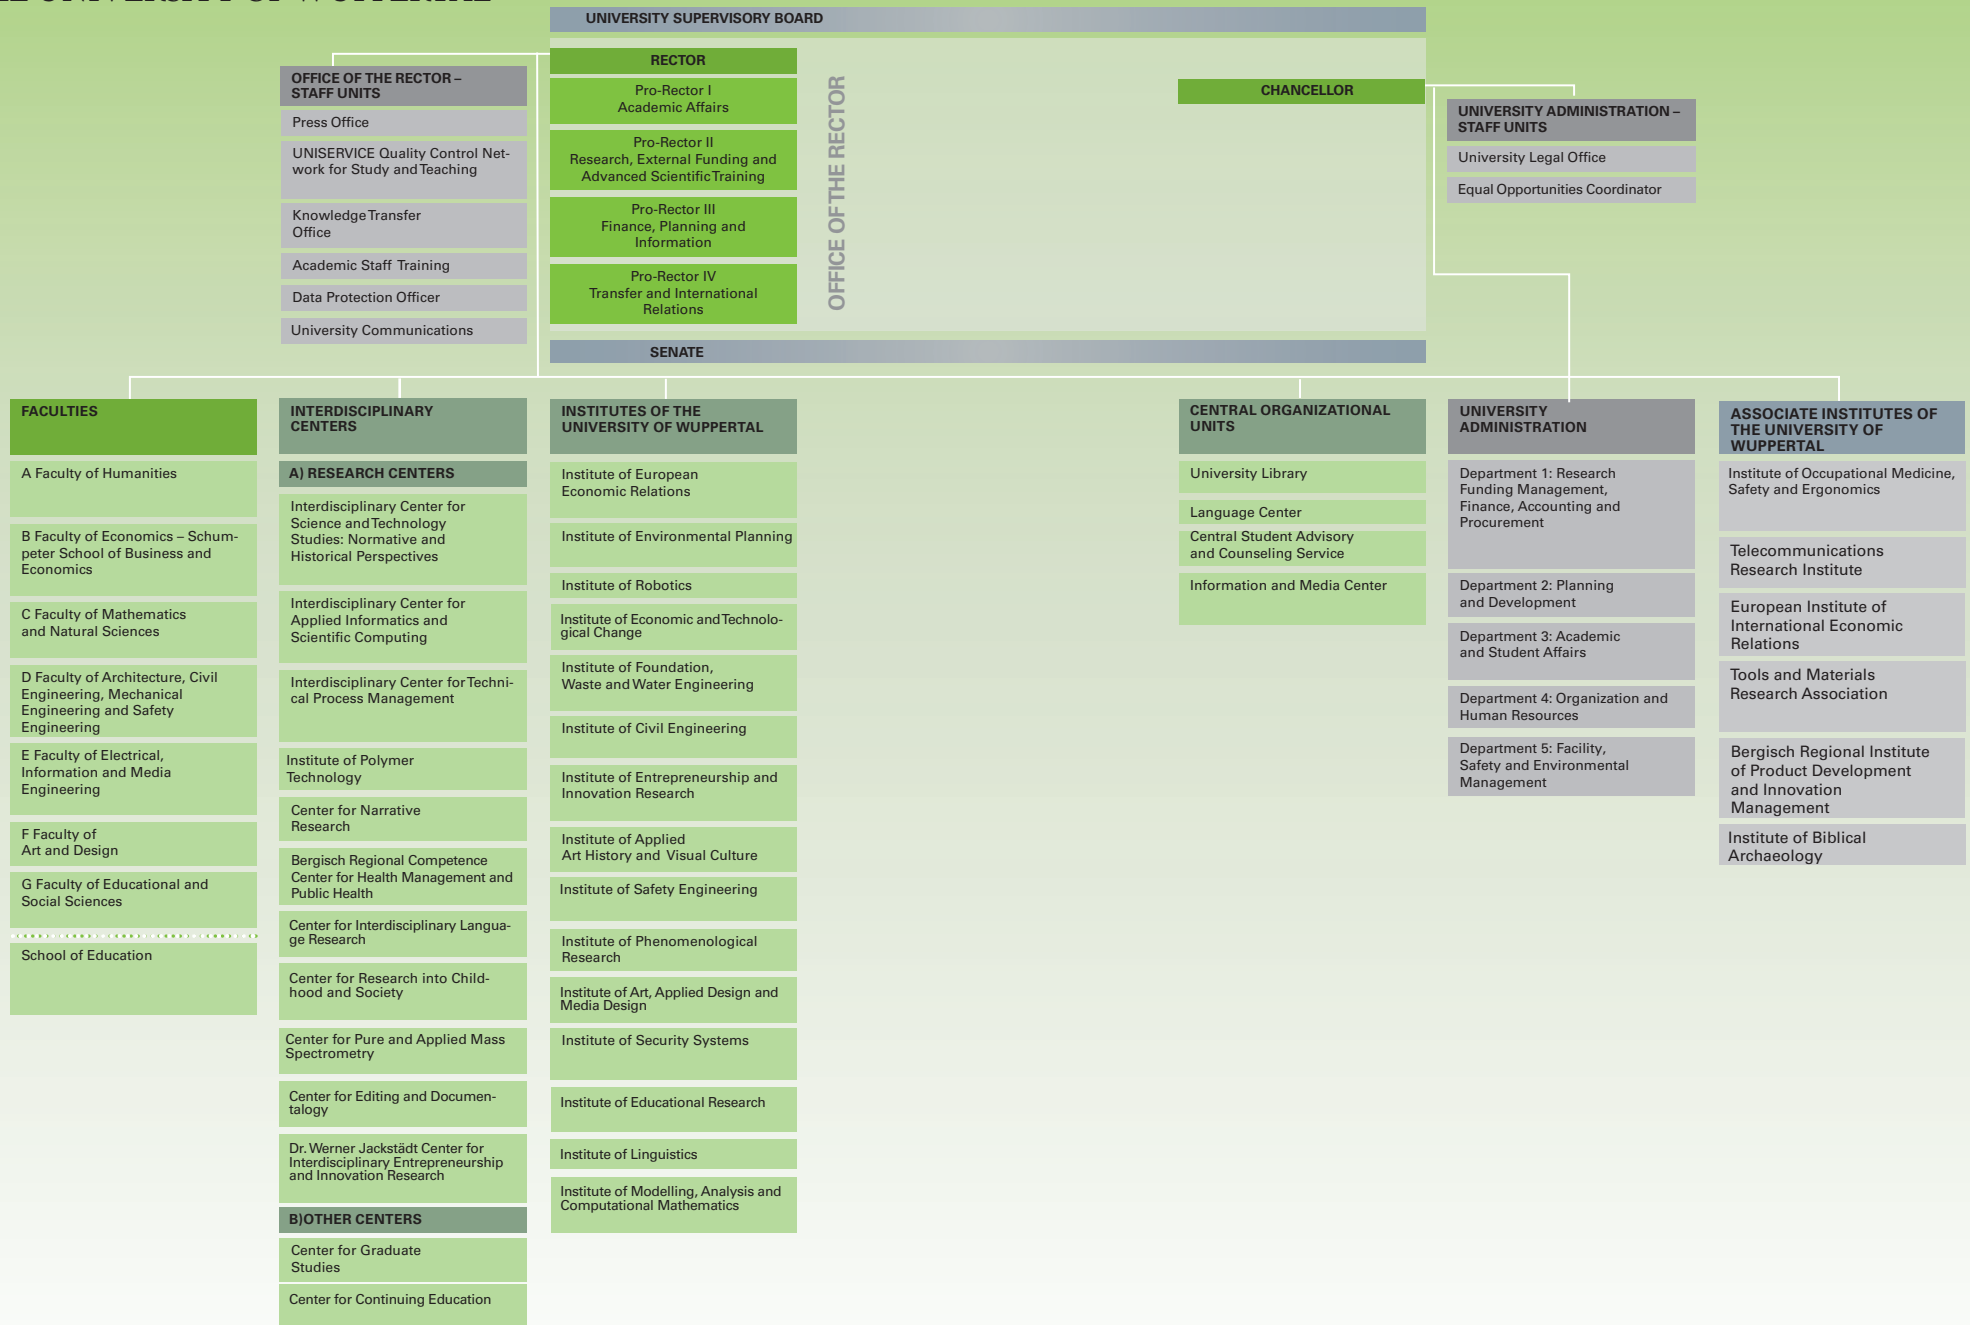 UNIVERSITY SUPERVISORY BOARD
RECTOR
Pro-Rector I
Academic Affairs
Pro-Rector II
Research, External Funding and
Advanced Scientific Training
Pro-Rector III
Finance, Planning and
Information
Pro-Rector IV
Transfer and International
Relations
OFFICE OF THE RECTOR
CHANCELLOR
SENATE
OFFICE OF THE RECTOR –
STAFF UNITS
Press Office
UNISERVICE Quality Control Net-
work for Study and Teaching
Knowledge Transfer
Office
Academic Staff Training
Data Protection Officer
University Communications
UNIVERSITY ADMINISTRATION –
STAFF UNITS
University Legal Office
Equal Opportunities Coordinator
FACULTIES
A Faculty of Humanities
B Faculty of Economics – Schum-
peter School of Business and
Economics
C Faculty of Mathematics
and Natural Sciences
D Faculty of Architecture, Civil
Engineering, Mechanical
Engineering and Safety
Engineering
E Faculty of Electrical,
Information and Media
Engineering
F Faculty of
Art and Design
G Faculty of Educational and
Social Sciences
School of Education
INTERDISCIPLINARY
CENTERS
A) RESEARCH CENTERS
Interdisciplinary Center for
Science and Technology
Studies: Normative and
Historical Perspectives
Interdisciplinary Center for
Applied Informatics and
Scientific Computing
Interdisciplinary Center for Techni-
cal Process Management
Institute of Polymer
Technology
Center for Narrative
Research
Bergisch Regional Competence
Center for Health Management and
Public Health
Center for Interdisciplinary Langua-
ge Research
Center for Research into Child-
hood and Society
Center for Pure and Applied Mass
Spectrometry
Center for Editing and Documen-
talogy
Dr. Werner Jackstädt Center for
Interdisciplinary Entrepreneurship
and Innovation Research
B)OTHER CENTERS
Center for Graduate
Studies
Center for Continuing Education
INSTITUTES OF THE
UNIVERSITY OF WUPPERTAL
Institute of European
Economic Relations
Institute of Environmental Planning
Institute of Robotics
Institute of Economic and Technolo-
gical Change
Institute of Foundation,
Waste and Water Engineering
Institute of Civil Engineering
Institute of Entrepreneurship and
Innovation Research
Institute of Applied
Art History and Visual Culture
Institute of Safety Engineering
Institute of Phenomenological
Research
Institute of Art, Applied Design and
Media Design
Institute of Security Systems
Institute of Educational Research
Institute of Linguistics
Institute of Modelling, Analysis and
Computational Mathematics
CENTRAL ORGANIZATIONAL
UNITS
University Library
Language Center
Central Student Advisory
and Counseling Service
Information and Media Center
UNIVERSITY
ADMINISTRATION
Department 1: Research
Funding Management,
Finance, Accounting and
Procurement
Department 2: Planning
and Development
Department 3: Academic
and Student Affairs
Department 4: Organization and
Human Resources
Department 5: Facility,
Safety and Environmental
Management
ASSOCIATE INSTITUTES OF
THE UNIVERSITY OF
WUPPERTAL
Institute of Occupational Medicine,
Safety and Ergonomics
Telecommunications
Research Institute
European Institute of
International Economic
Relations
Tools and Materials
Research Association
Bergisch Regional Institute
of Product Development
and Innovation
Management
Institute of Biblical
Archaeology